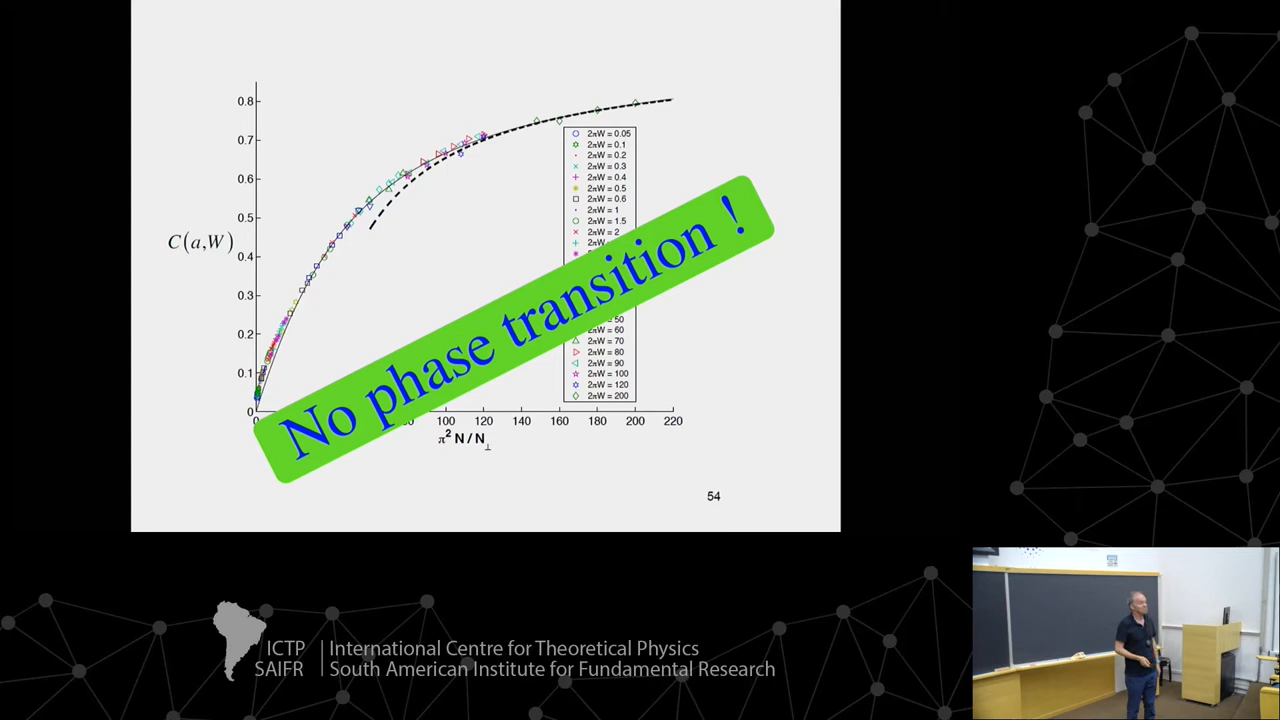 0.8
0.7
0.6
0.5
0.4
0.3
0.2
0.1
0
C(a,W)
2πW = 0.05
2πW = 0.1
2πW = 0.2
2πW = 0.3
2πW = 0.4
2πW = 0.5
2πW = 0.6
2πW = 1
2πW = 1.5
2πW = 2
2πW
50
60
2πW = 70
2πW = 80
2πW = 90
2πW = 100
2πW = 120
2πW = 200
No phase transition !
0 100 120 140 160 180 200 220
π² N / N⊥
54
ICTP International Centre for Theoretical Physics
SAIFR South American Institute for Fundamental Research